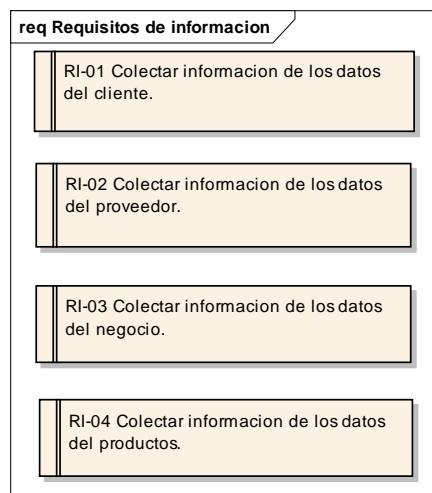 req Requisitos de informacion
RI-01 Colectar informacion de los datos
del cliente.
RI-02 Colectar informacion de los datos
del proveedor.
RI-03 Colectar informacion de los datos
del negocio.
RI-04 Colectar informacion de los datos
del productos.